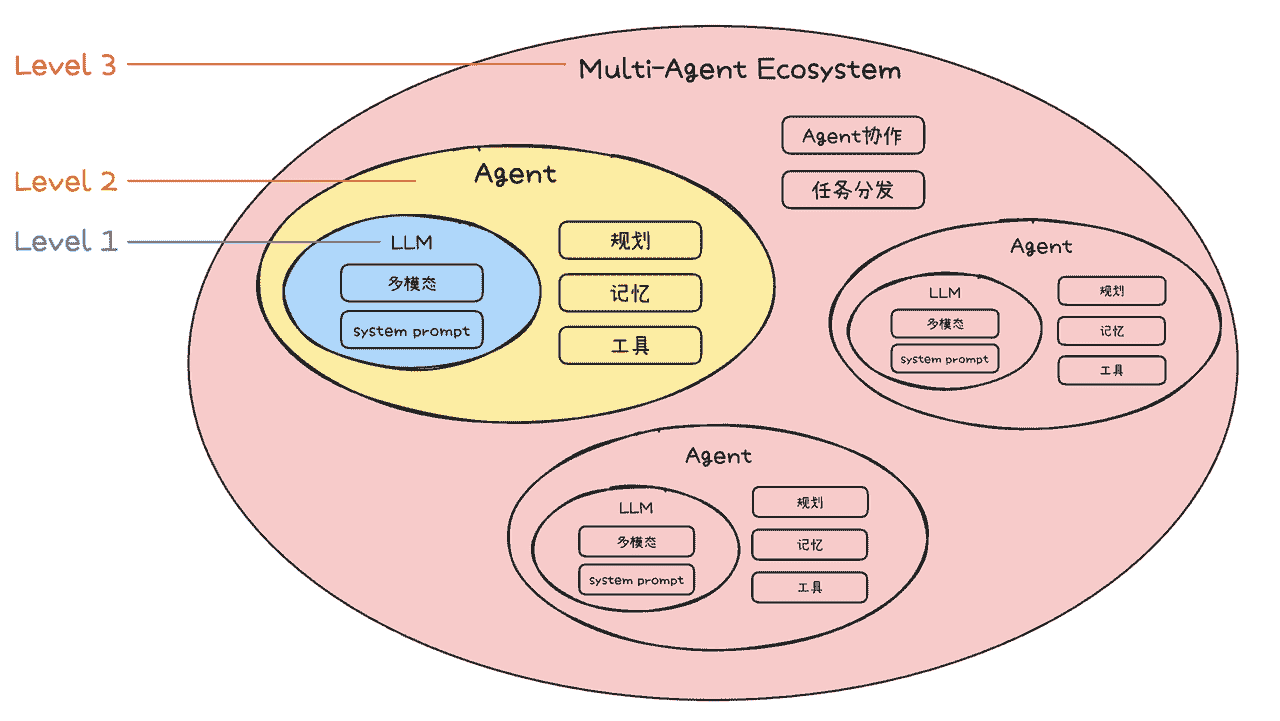 Level 3
Multi-Agent Ecosystem
Agent协作
任务分发
Level 2
Agent
Level 1
LLM
多模态
system prompt
规划
记忆
工具
Agent
LLM
多模态
system prompt
规划
记忆
工具
Agent
LLM
多模态
system prompt
规划
记忆
工具